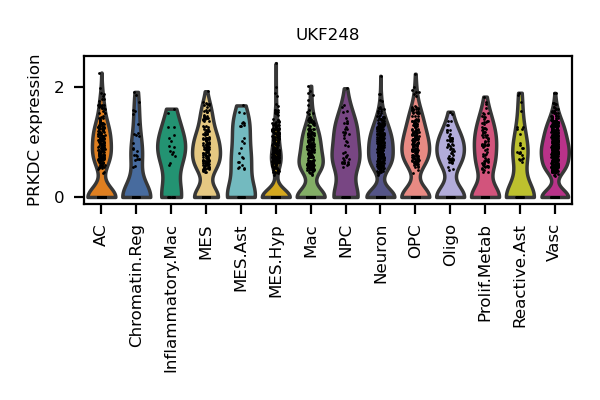 UKF248
PRKDC expression
2
0
AC
Chromatin.Reg
Inflammatory.Mac
MES
MES.Ast
MES.Hyp
Mac
NPC
Neuron
OPC
Oligo
Prolif.Metab
Reactive.Ast
Vasc